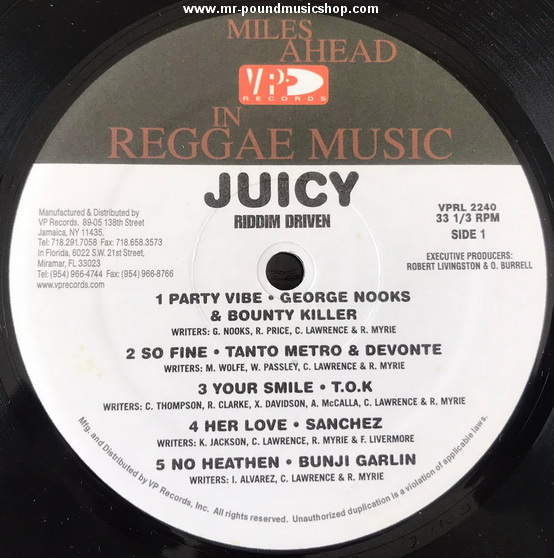 www.mr-poundmusicshop.com
MILES
AHEAD
VP
RECORDS
IN
REGGAE MUSIC
JUICY
RIDDIM DRIVEN
Manufactured & Distributed by
VP Records. 89-05 138th Street
Jamaica, NY 11435.
Tel: 718.291.7058 Fax: 718.658.3573
In Florida, 6022 S.W. 21st Street,
Miramar, FL 33023
Tel: (954) 966-4744 Fax: (954) 966-8766
www.vprecords.com
VPRL 2240
33 1/3 RPM
SIDE 1
EXECUTIVE PRODUCERS:
ROBERT LIVINGSTON & O. BURRELL
1 PARTY VIBE • GEORGE NOOKS
& BOUNTY KILLER
WRITERS: G. NOOKS, R. PRICE, C. LAWRENCE & R. MYRIE
2 SO FINE • TANTO METRO & DEVONTE
WRITERS: M. WOLFE, W. PASSLEY, C. LAWRENCE & R. MYRIE
3 YOUR SMILE • T.O.K
WRITERS: C. THOMPSON, R. CLARKE, X. DAVIDSON, A. McCALLA, C. LAWRENCE & R. MYRIE
4 HER LOVE • SANCHEZ
WRITERS: K. JACKSON, C. LAWRENCE, R. MYRIE & F. LIVERMORE
5 NO HEATHEN • BUNJI GARLIN
WRITERS: I. ALVAREZ, C. LAWRENCE & R. MYRIE
Mfg. and Distributed by VP Records, Inc. All rights reserved. Unauthorized duplication is a violation of applicable laws.